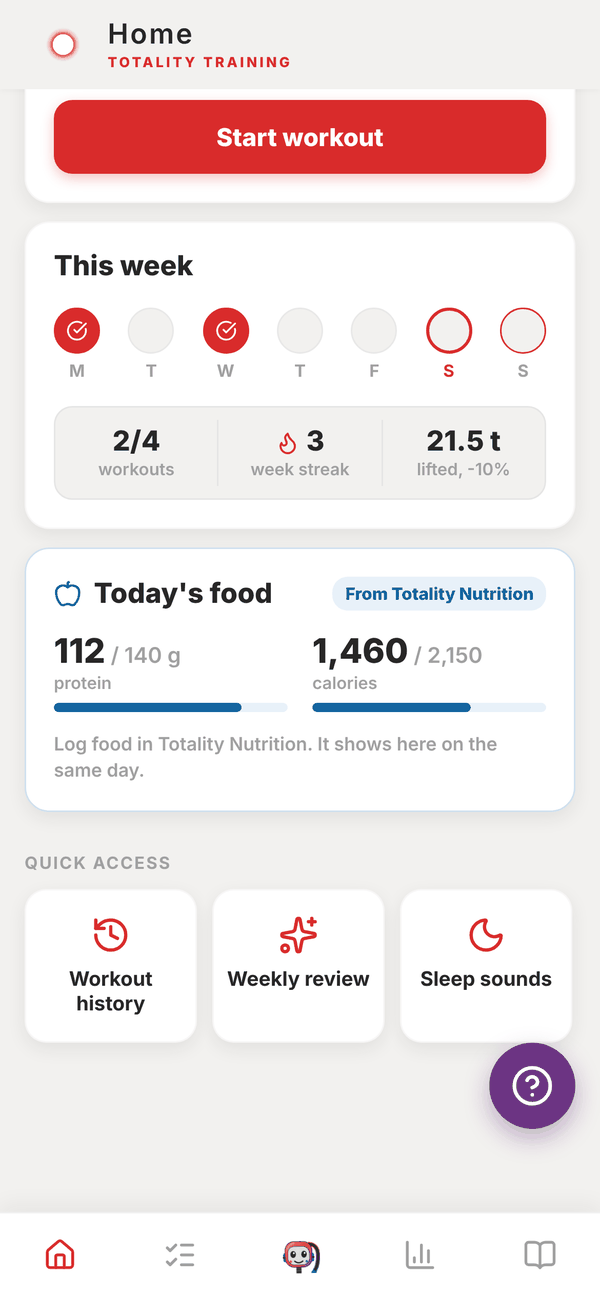 Home
TOTALITY TRAINING
Start workout
This week
M T W T F S S
2/4 3 21.5 t
workouts week streak lifted, -10%
Today's food From Totality Nutrition
112 / 140 g 1,460 / 2,150
protein calories
Log food in Totality Nutrition. It shows here on the
same day.
QUICK ACCESS
Workout history
Weekly review
Sleep sounds